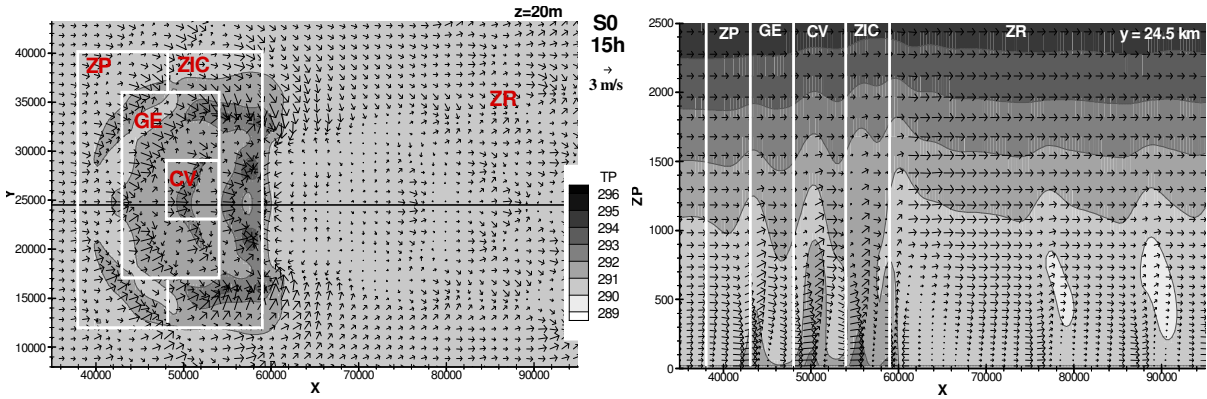 z=20m
S0
15h
3 m/s
40000
35000
30000
25000
20000
15000
10000
Y
ZP
ZIC
GE
CV
ZR
40000 50000 60000 70000 80000 90000
X
TP
296
295
294
293
292
291
290
289
2500
2000
1500
1000
500
0
ZP
ZP GE CV ZIC ZR y = 24.5 km
40000 50000 60000 70000 80000 90000
X